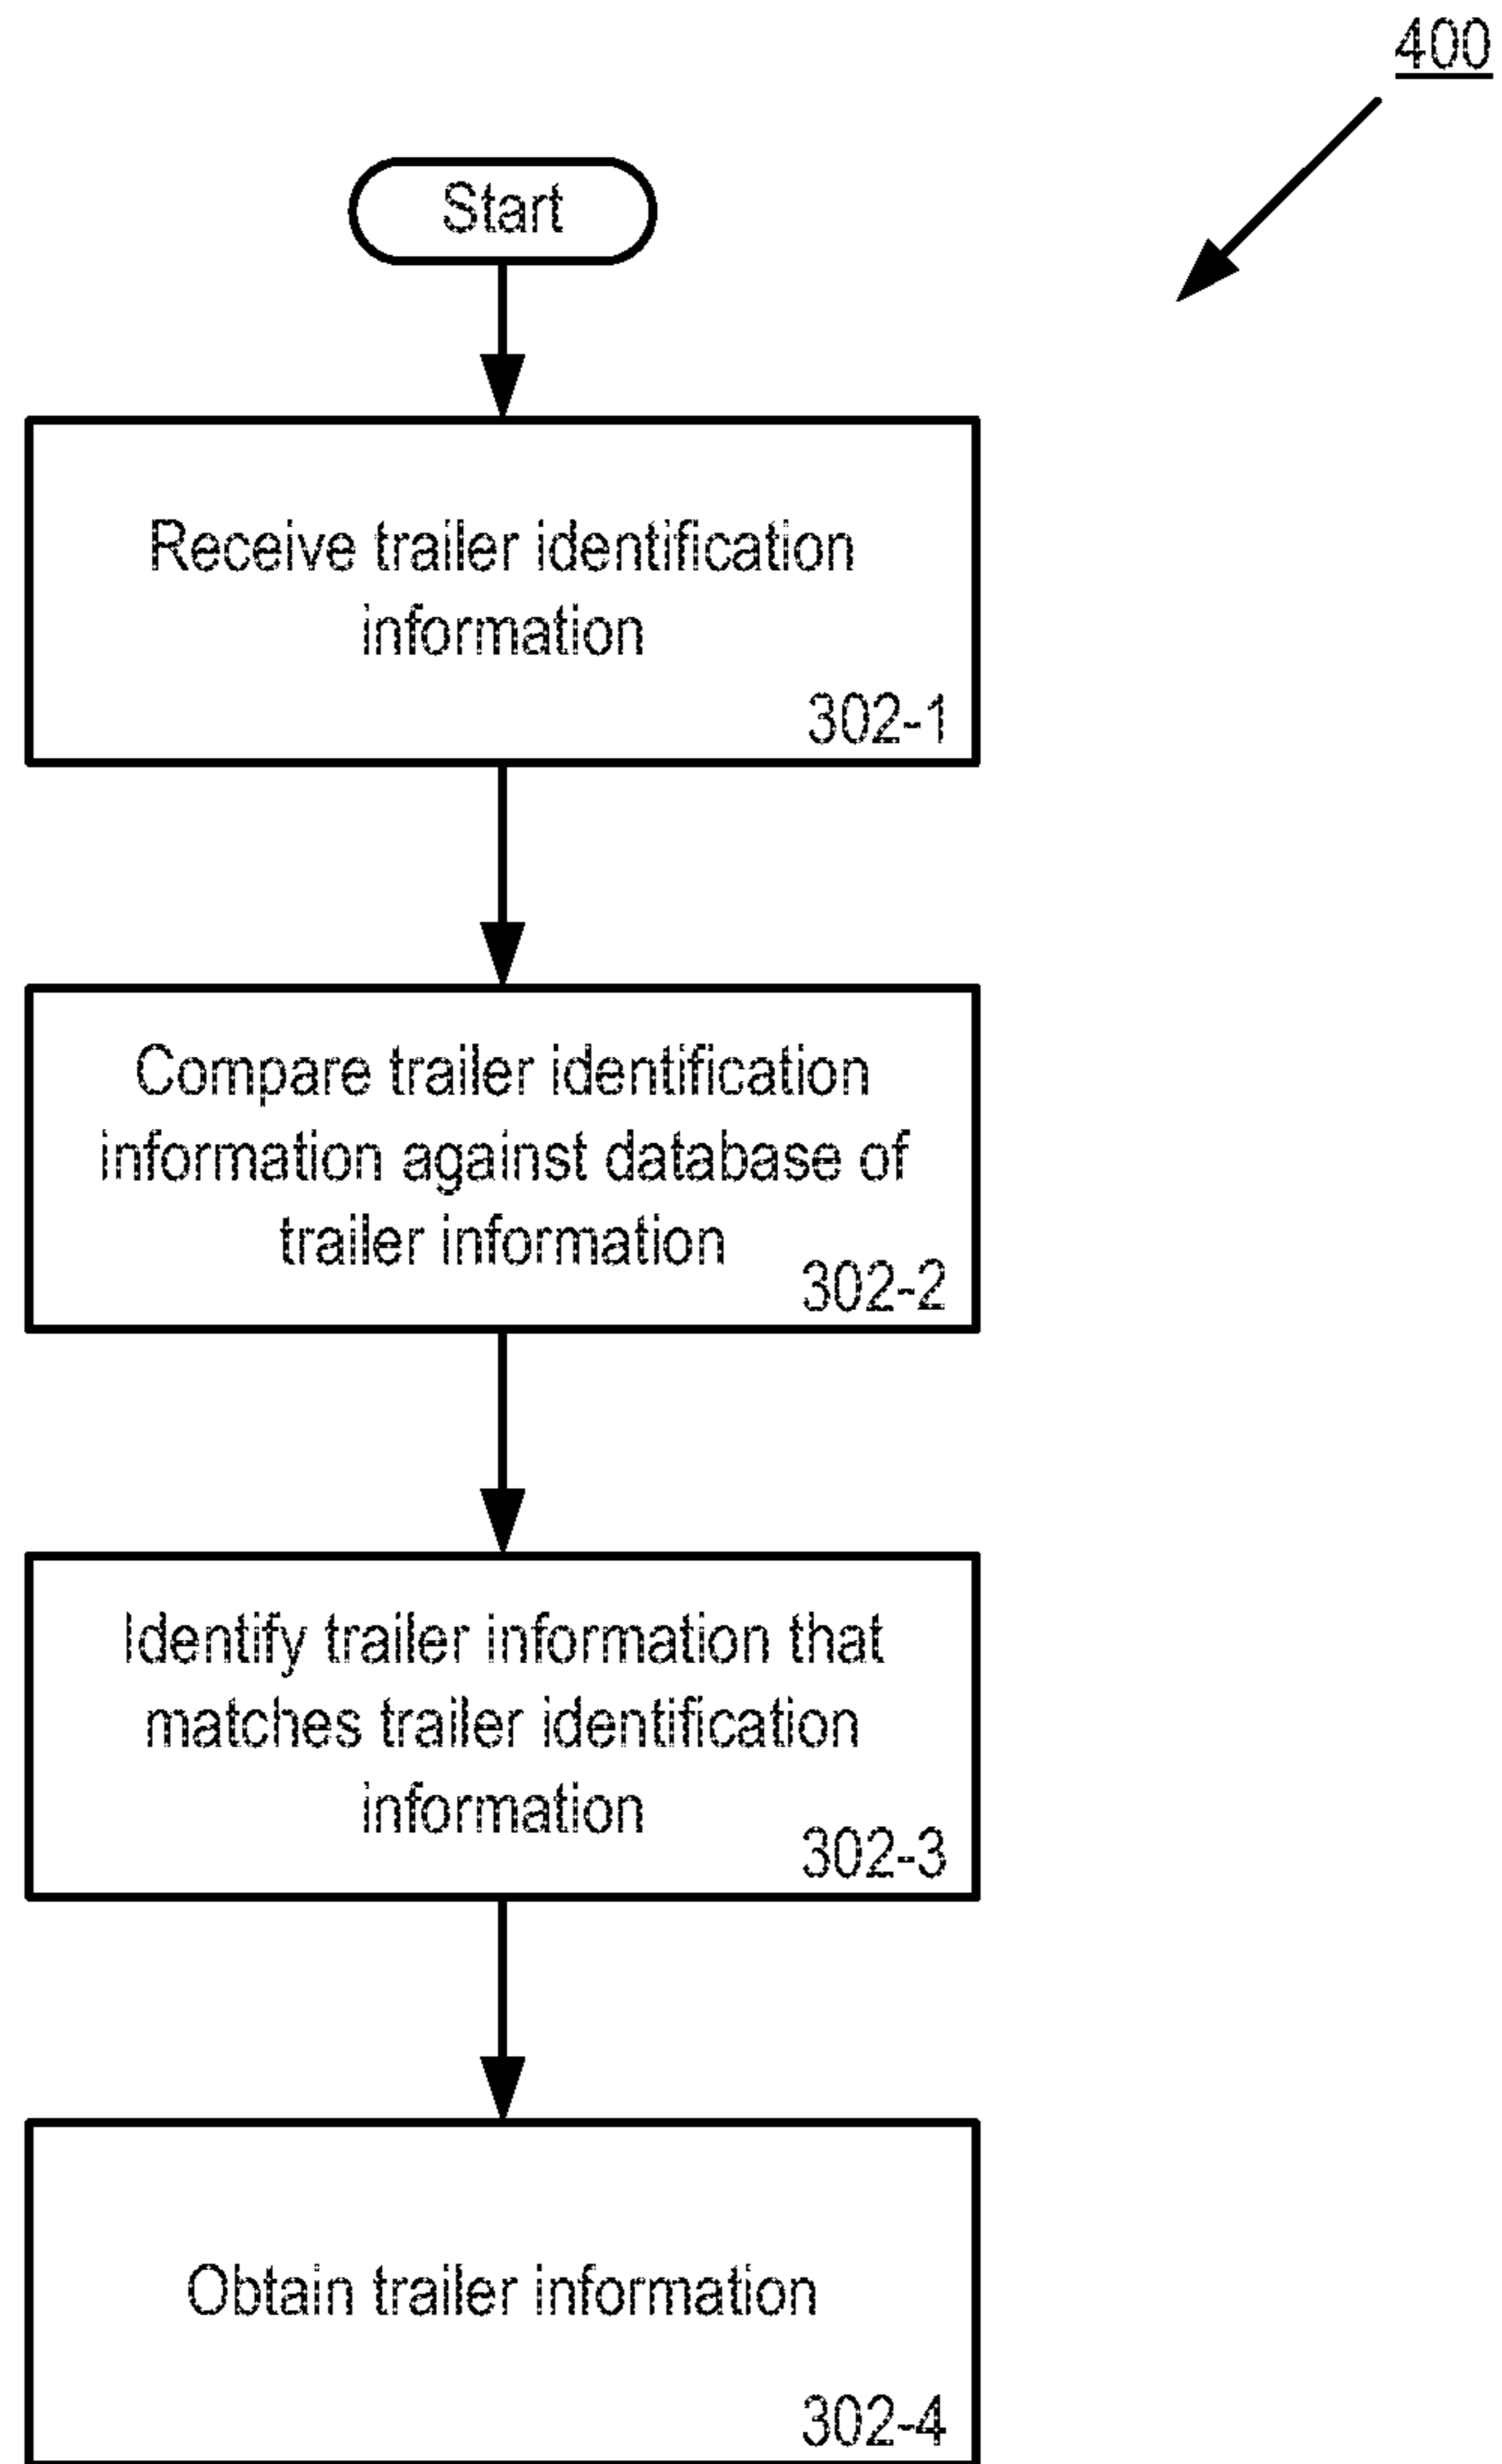 400
Start
Receive trailer identification
information
302-1
Compare trailer identification
information against database of
trailer information
302-2
Identify trailer information that
matches trailer identification
information
302-3
Obtain trailer information
302-4